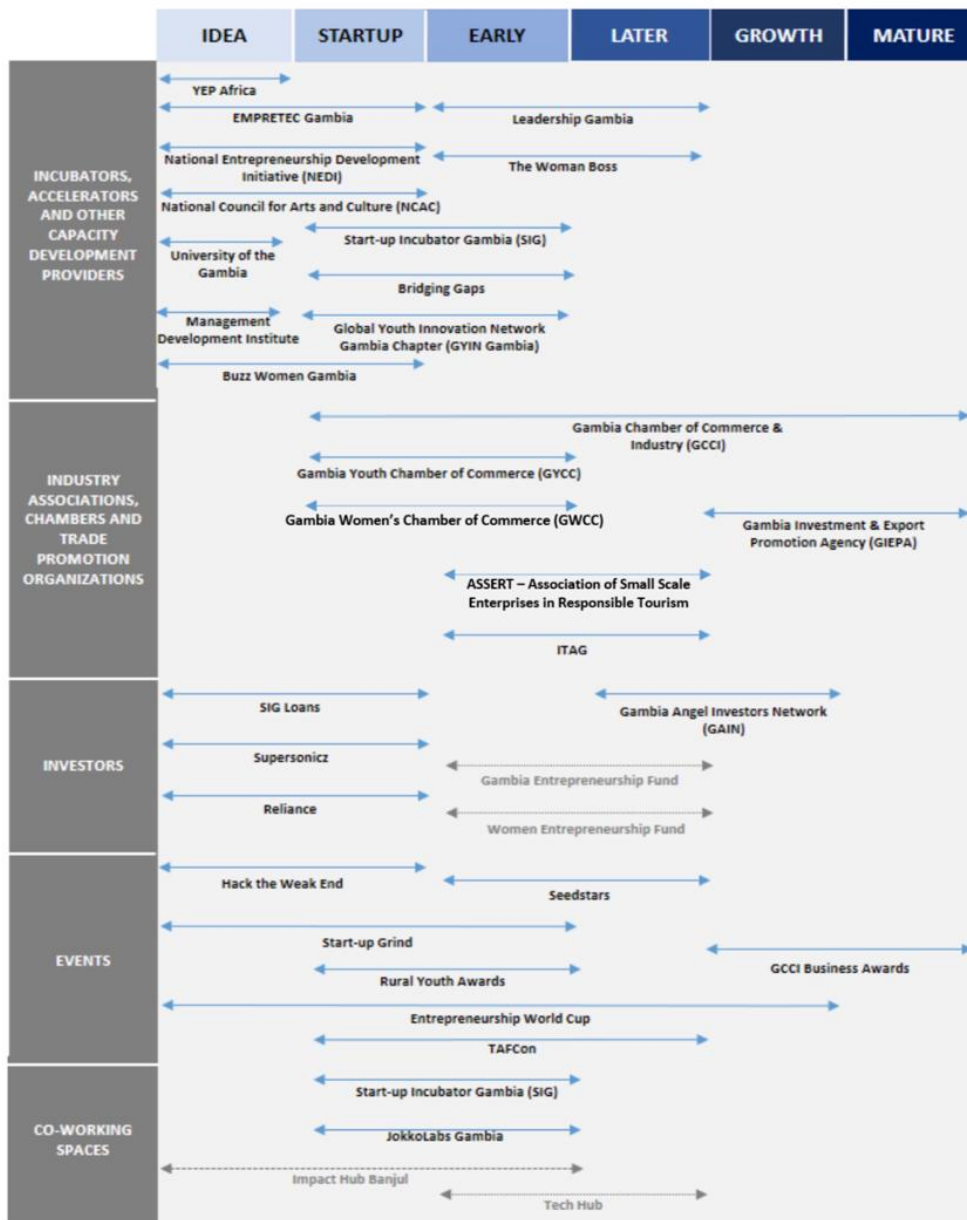 IDEA STARTUP EARLY LATER GROWTH MATURE
INCUBATORS,
ACCELERATORS
AND OTHER
CAPACITY
DEVELOPMENT
PROVIDERS
YEP Africa
EMPRETEC Gambia
Leadership Gambia
National Entrepreneurship Development
Initiative (NEDI)
The Woman Boss
National Council for Arts and Culture (NCAC)
Start-up Incubator Gambia (SIG)
University of the
Gambia
Bridging Gaps
Management
Development Institute
Global Youth Innovation Network
Gambia Chapter (GYIN Gambia)
Buzz Women Gambia
INDUSTRY
ASSOCIATIONS,
CHAMBERS AND
TRADE
PROMOTION
ORGANIZATIONS
Gambia Chamber of Commerce &
Industry (GCCI)
Gambia Youth Chamber of Commerce (GYCC)
Gambia Women's Chamber of Commerce (GWCC)
Gambia Investment & Export
Promotion Agency (GIEPA)
ASSERT – Association of Small Scale
Enterprises in Responsible Tourism
ITAG
INVESTORS
SIG Loans
Gambia Angel Investors Network
(GAIN)
Supersonicz
Gambia Entrepreneurship Fund
Reliance
Women Entrepreneurship Fund
EVENTS
Hack the Weak End
Seedstars
Start-up Grind
GCCI Business Awards
Rural Youth Awards
Entrepreneurship World Cup
TAFCon
CO-WORKING
SPACES
Start-up Incubator Gambia (SIG)
JokkoLabs Gambia
Impact Hub Banjul
Tech Hub